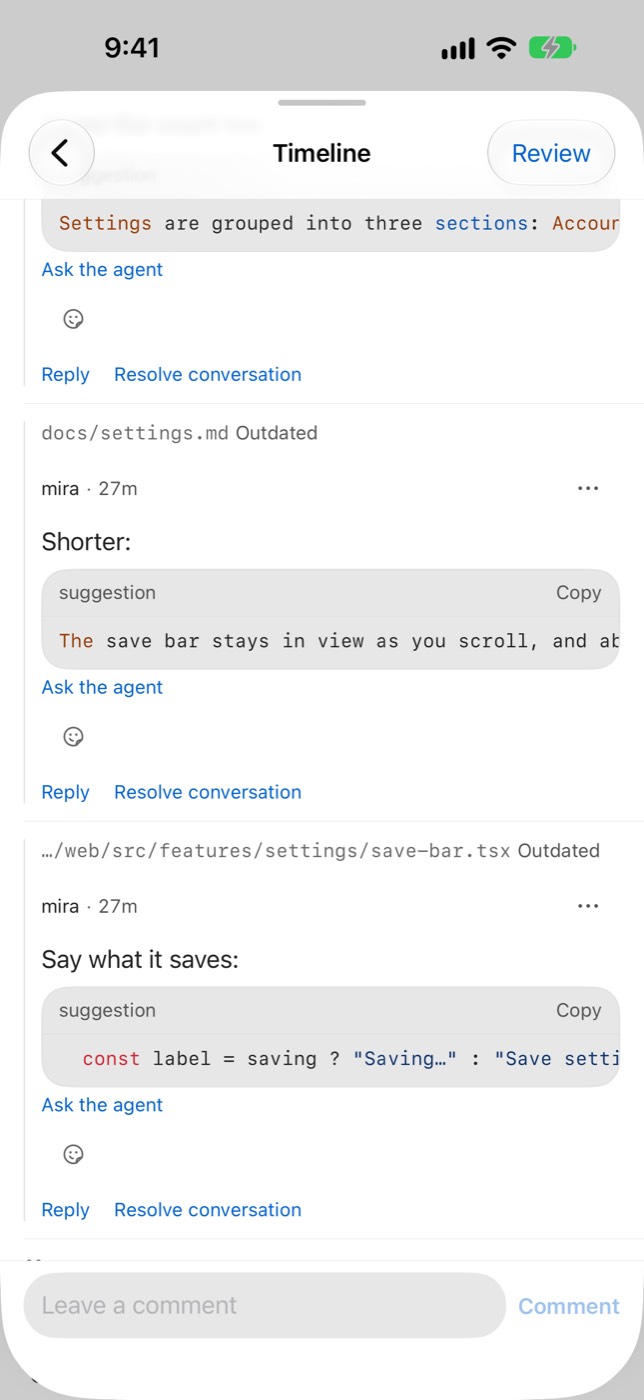 9:41
Timeline
Review
Settings are grouped into three sections: Accour
Ask the agent
Reply Resolve conversation
docs/settings.md Outdated
mira · 27m
Shorter:
suggestion Copy
The save bar stays in view as you scroll, and ab
Ask the agent
Reply Resolve conversation
…/web/src/features/settings/save-bar.tsx Outdated
mira · 27m
Say what it saves:
suggestion Copy
const label = saving ? "Saving…" : "Save setti
Ask the agent
Reply Resolve conversation
Leave a comment Comment